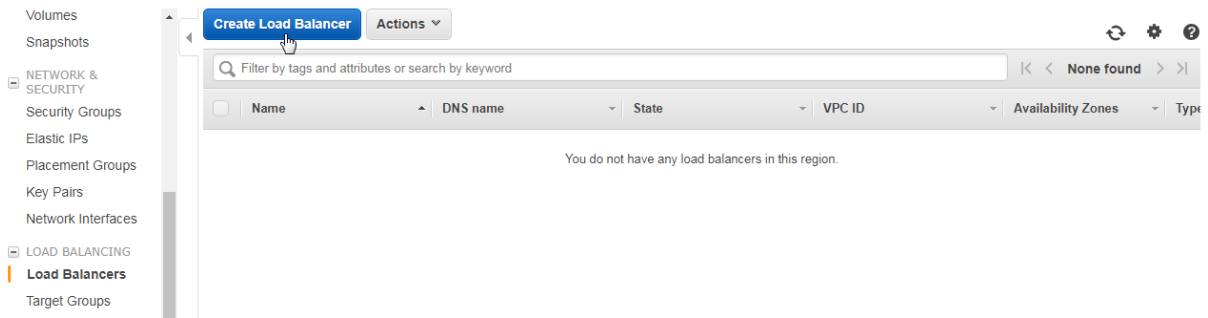 Volumes
Snapshots
NETWORK &
SECURITY
Security Groups
Elastic IPs
Placement Groups
Key Pairs
Network Interfaces
LOAD BALANCING
Load Balancers
Target Groups
Create Load Balancer Actions
Filter by tags and attributes or search by keyword None found
Name DNS name State VPC ID Availability Zones Type
You do not have any load balancers in this region.